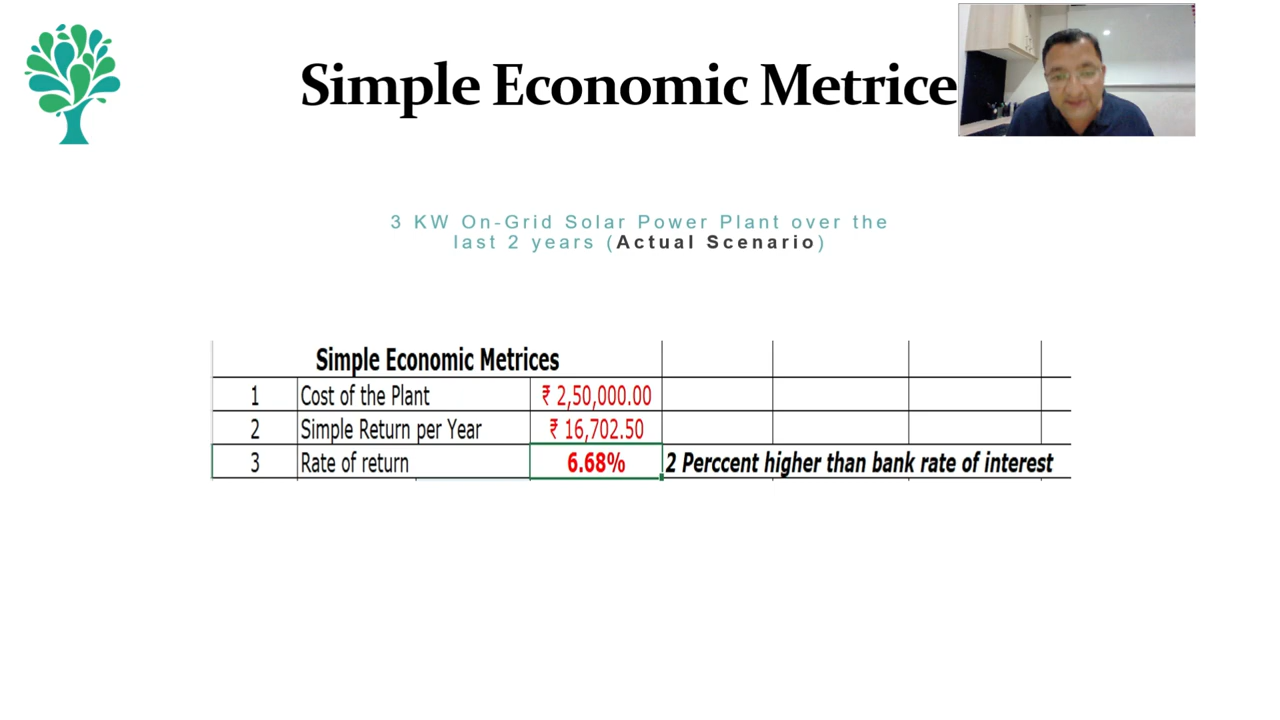 Simple Economic Metrice
3 KW On-Grid Solar Power Plant over the
last 2 years (Actual Scenario)
Simple Economic Metrices
1 Cost of the Plant ₹ 2,50,000.00
2 Simple Return per Year ₹ 16,702.50
3 Rate of return 6.68% 2 Perccent higher than bank rate of interest